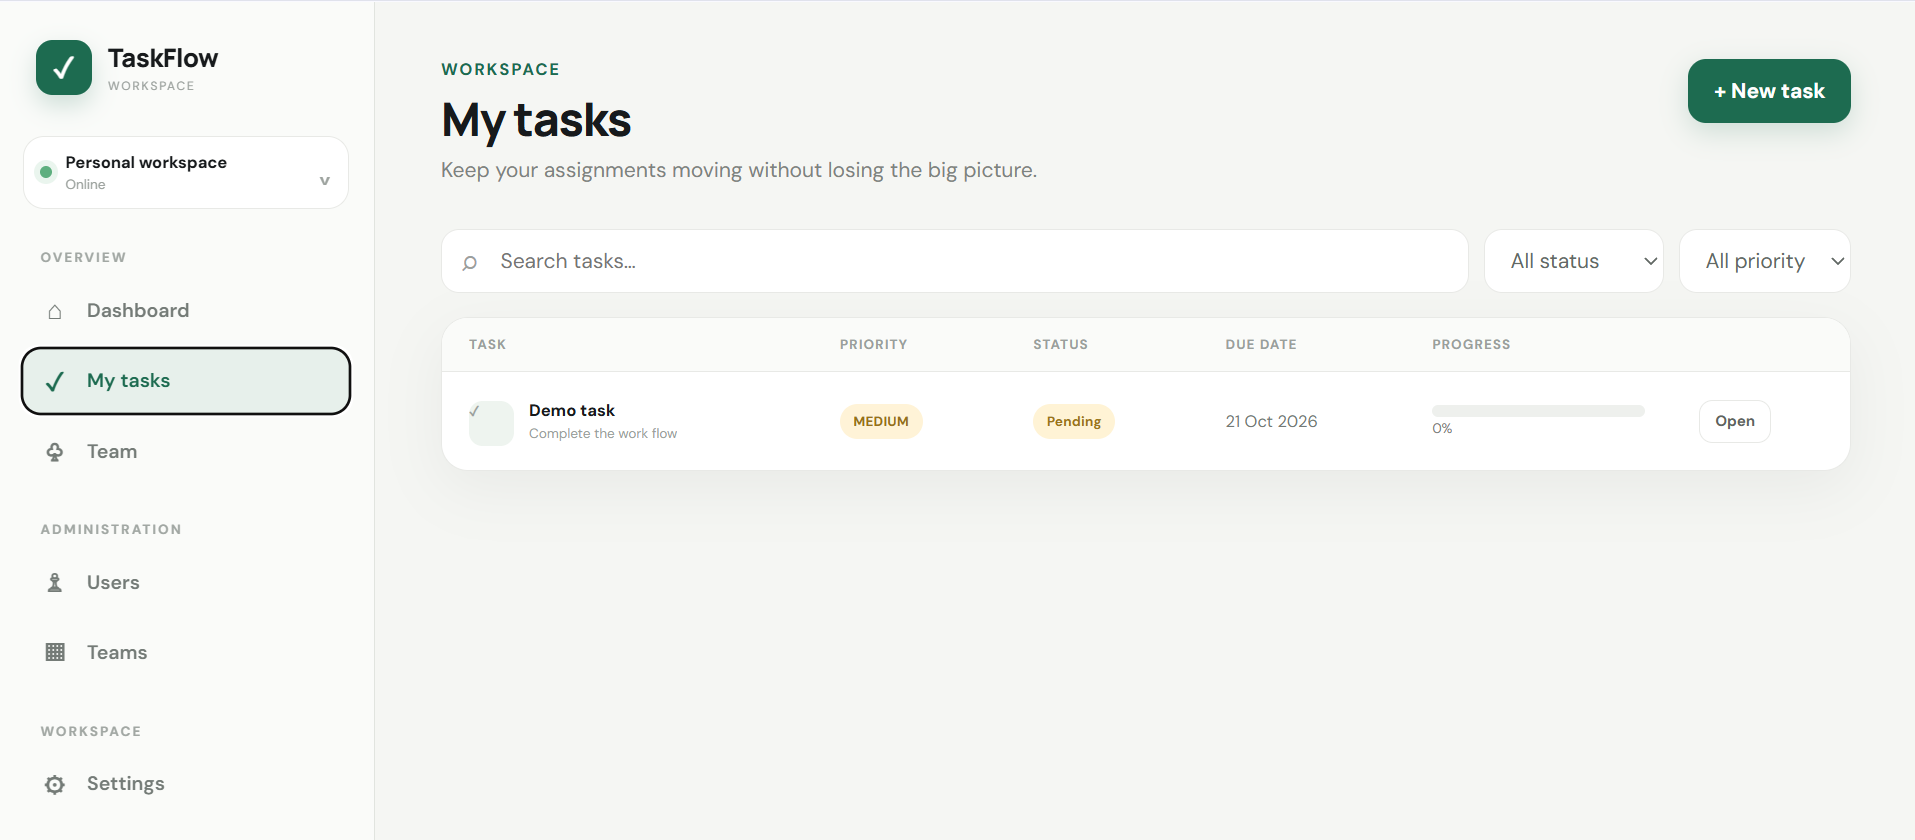 TaskFlow
WORKSPACE
Personal workspace
Online
v
OVERVIEW
Dashboard
My tasks
Team
ADMINISTRATION
Users
Teams
WORKSPACE
Settings
WORKSPACE
My tasks
Keep your assignments moving without losing the big picture.
+ New task
Search tasks...
All status
All priority
TASK PRIORITY STATUS DUE DATE PROGRESS
Demo task
Complete the work flow
MEDIUM
Pending
21 Oct 2026
0%
Open